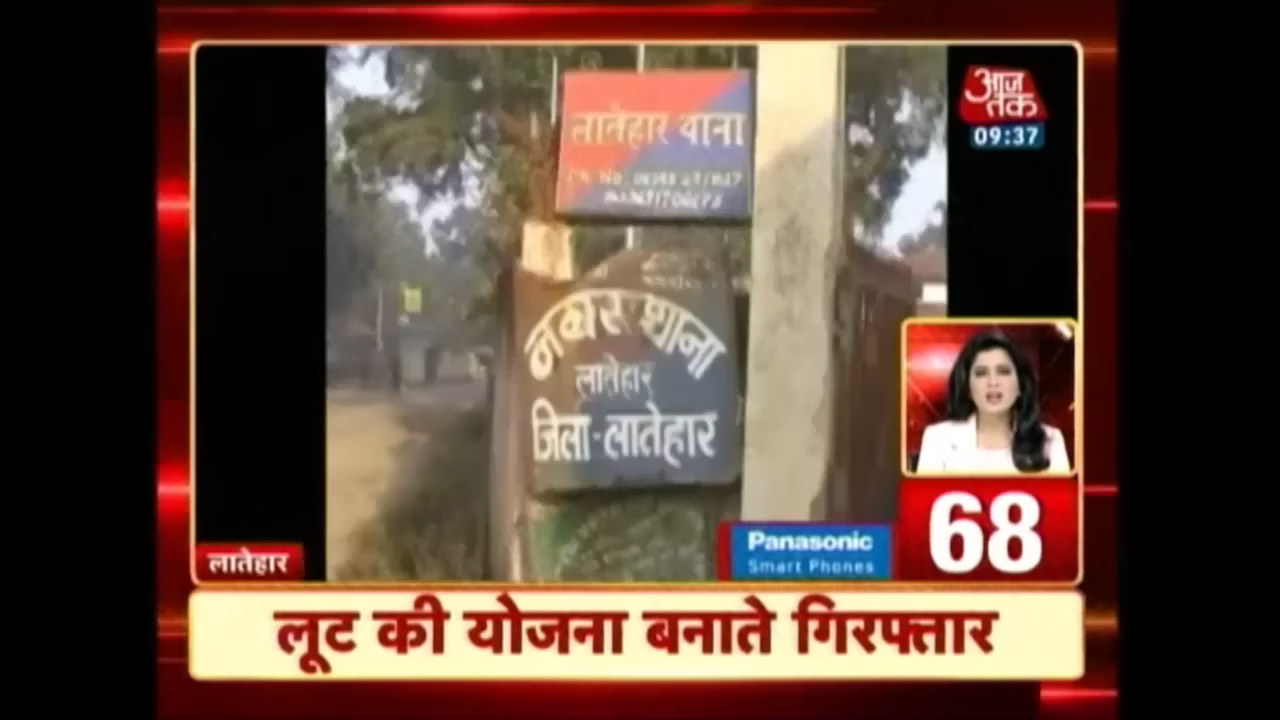 आज
तक
09:37
लातेहार थाना
नगर थाना
लातेहार
जिला-लातेहार
68
Panasonic
Smart Phones
लातेहार
लूट की योजना बनाते गिरफ्तार